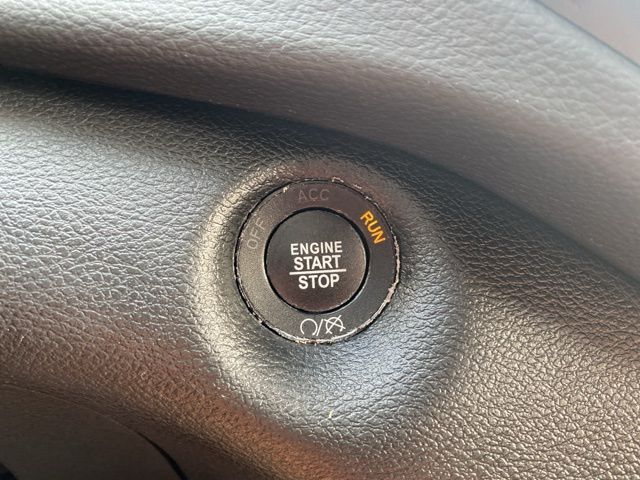 ACC
OFF
RUN
ENGINE
START
STOP